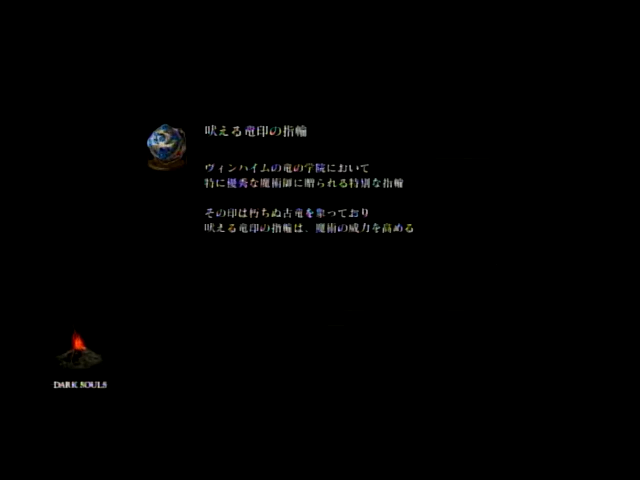 吠える竜印の指輪
ヴィンハイムの竜の学院において
特に優秀な魔術師に贈られる特別な指輪
その印は朽ちぬ古竜を象っており
吠える竜印の指輪は、魔術の威力を高める
DARK SOULS